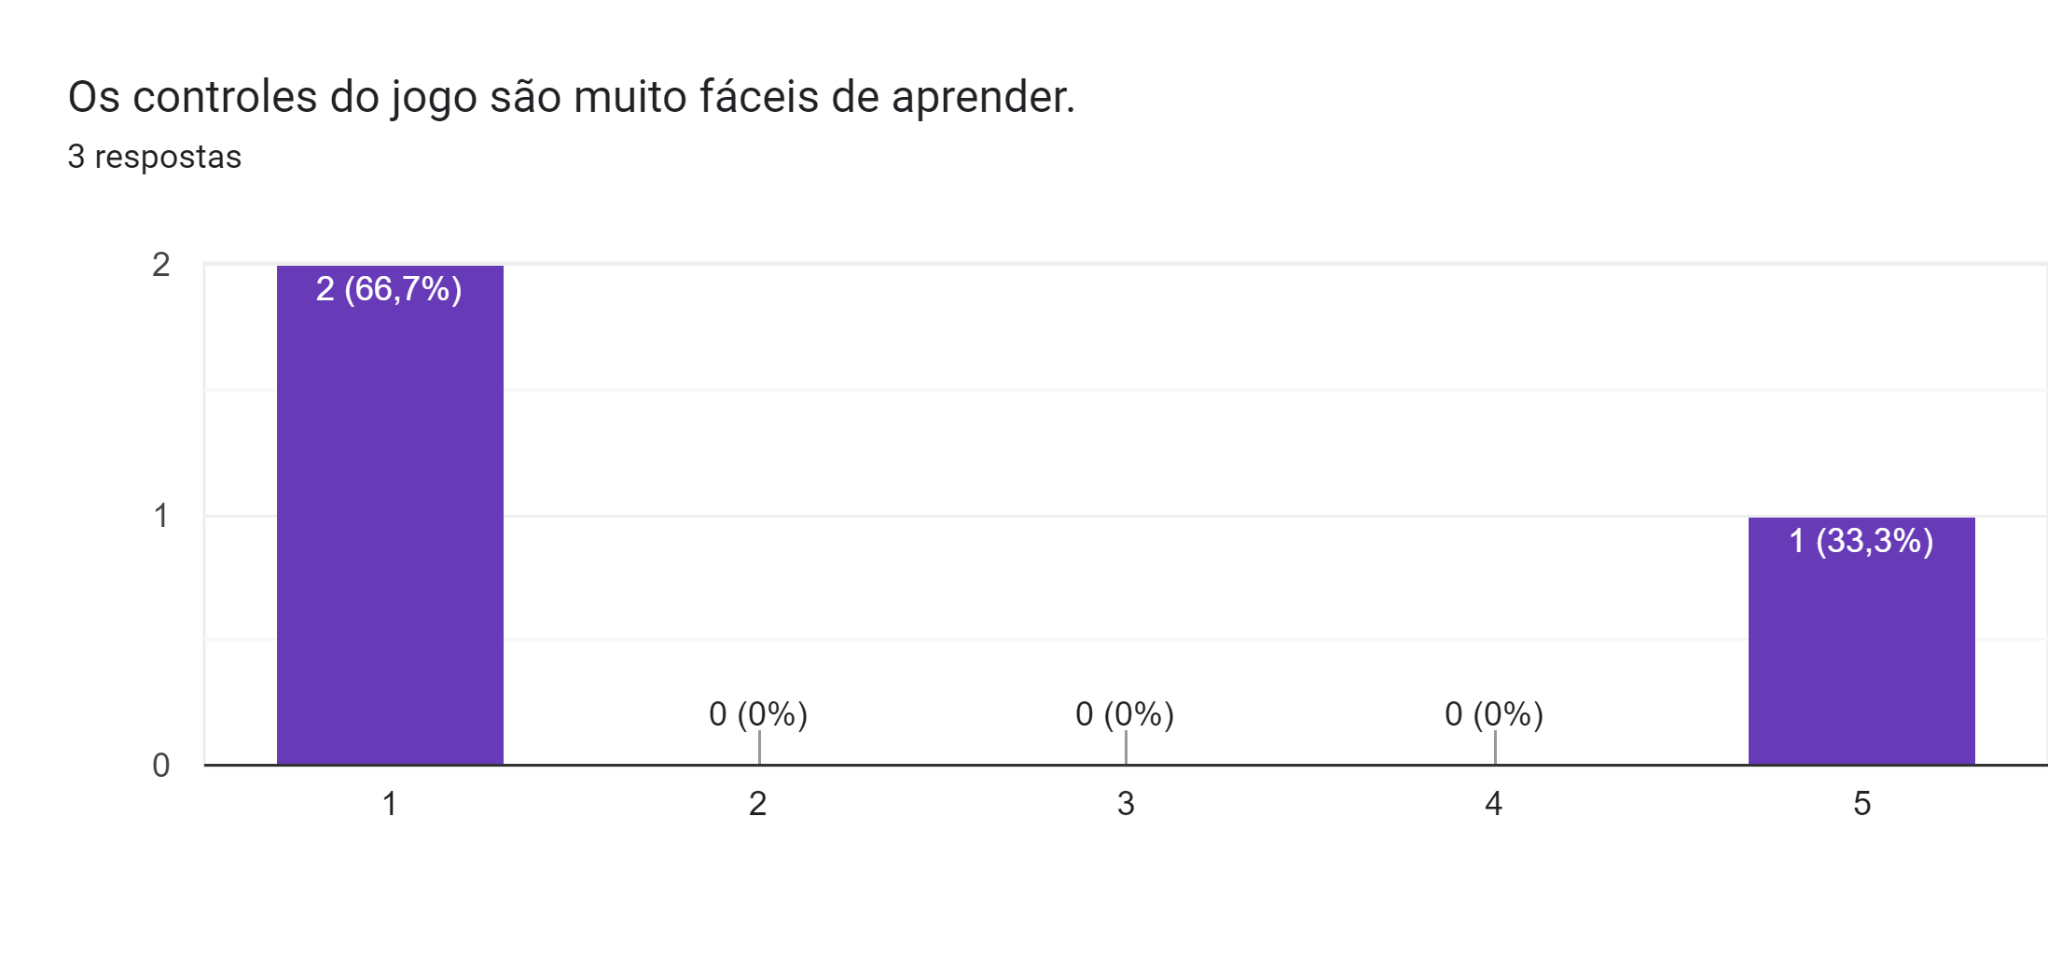 Os controles do jogo são muito fáceis de aprender.
3 respostas
2
2 (66,7%)
1
1 (33,3%)
0 (0%) 0 (0%) 0 (0%)
0
1 2 3 4 5